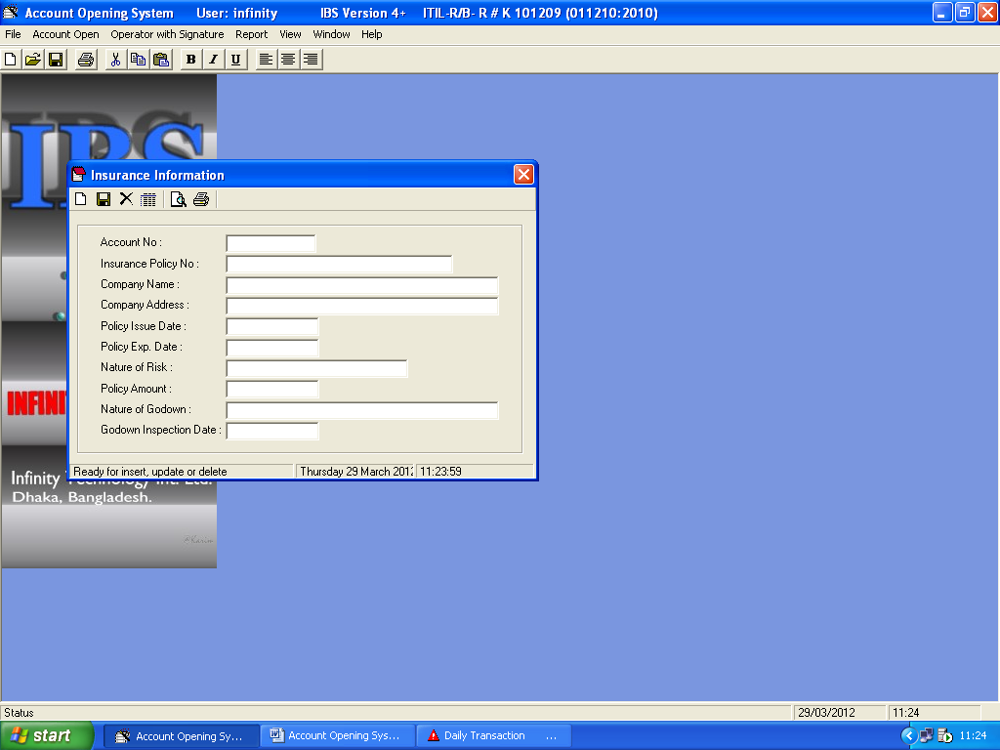 Account Opening System User: infinity IBS Version 4+ ITIL-R/B- R # K 101209 (011210:2010)
File Account Open Operator with Signature Report View Window Help
B I U
IBS
Insurance Information
Account No :
Insurance Policy No :
Company Name :
Company Address :
Policy Issue Date :
Policy Exp. Date :
Nature of Risk :
Policy Amount :
Nature of Godown :
Godown Inspection Date :
Ready for insert, update or delete Thursday 29 March 2012 11:23:59
INFINI
Infinity Technology Int. Ltd.
Dhaka, Bangladesh.
@Karim
Status 29/03/2012 11:24
start Account Opening Sy... Account Opening Sys... Daily Transaction ... 11:24